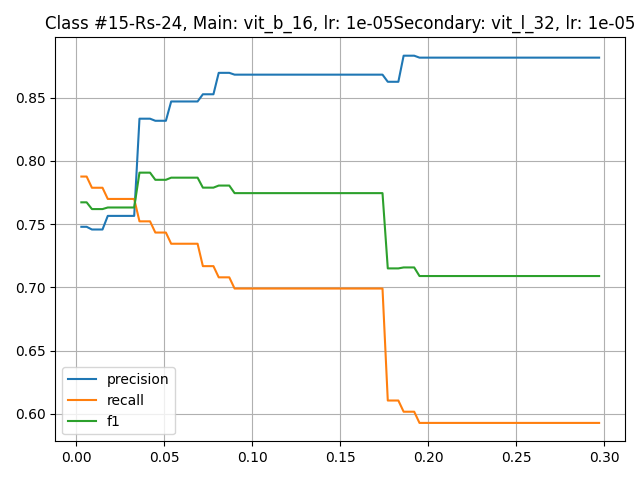 Class #15-Rs-24, Main: vit_b_16, lr: 1e-05Secondary: vit_l_32, lr: 1e-05
0.85
0.80
0.75
0.70
0.65
0.60
precision
recall
f1
0.00 0.05 0.10 0.15 0.20 0.25 0.30